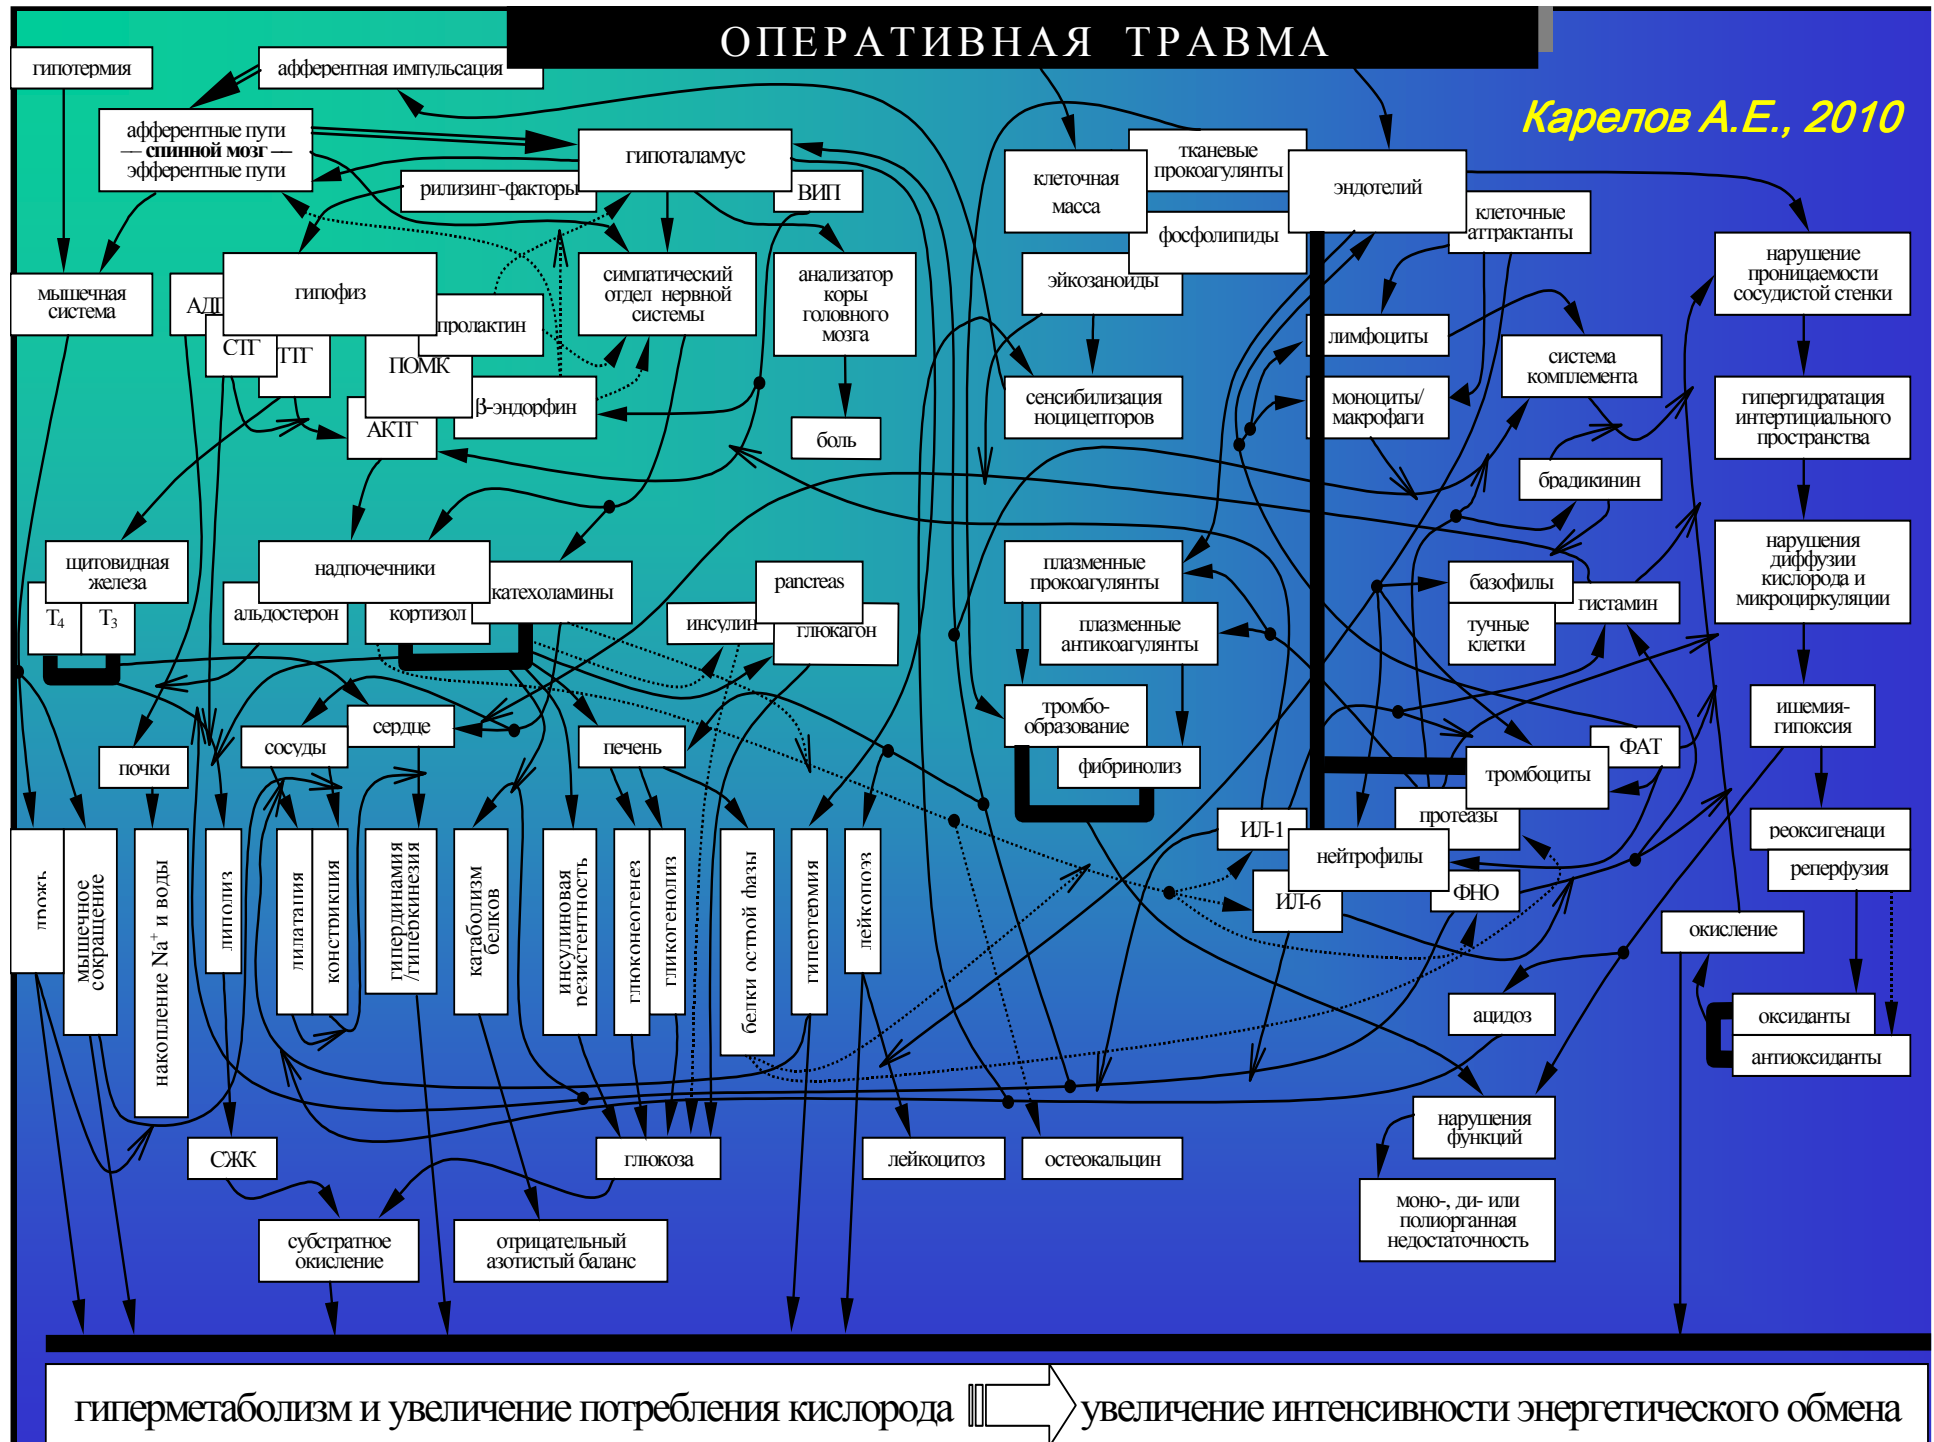 ОПЕРАТИВНАЯ ТРАВМА
гипотермия
афферентная импульсация
Карелов А.Е., 2010
афферентные пути
— спинной мозг —
эфферентные пути
гипоталамус
рилизинг-факторы
ВИП
клеточная
масса
тканевые
прокоагулянты
эндотелий
фосфолипиды
клеточные
аттрактанты
нарушение
проницаемости
сосудистой стенки
мышечная
система
АДГ
гипофиз
СТГ
ТТГ
пролактин
ПОМК
β-эндорфин
АКТГ
симпатический
отдел нервной
системы
анализатор
коры
головного
мозга
боль
эйкозаноиды
сенсибилизация
ноцицепторов
лимфоциты
моноциты/
макрофаги
система
комплемента
брадикинин
гипергидратация
интертициального
пространства
нарушения
диффузии
кислорода и
микроциркуляции
щитовидная
железа
T₄
T₃
надпочечники
альдостерон
кортизол
катехоламины
pancreas
инсулин
глюкагон
плазменные
прокоагулянты
плазменные
антикоагулянты
базофилы
гистамин
тучные
клетки
почки
сосуды
сердце
печень
тромбо-
образование
фибринолиз
ФАТ
тромбоциты
протеазы
ИЛ-1
нейтрофилы
ИЛ-6
ФНО
ишемия-
гипоксия
реоксигенаци
реперфузия
окисление
оксиданты
антиоксиданты
ацидоз
дрожь
мышечное
сокращение
накопление Na⁺ и воды
липолиз
дилатация
констрикция
гипердинамия
/гиперкинезия
катаболизм
белков
инсулиновая
резистентность
глюконеогенез
гликогенолиз
белки острой фазы
гипертермия
лейкопоэз
нарушения
функций
СЖК
глюкоза
лейкоцитоз
остеокальцин
моно-, ди- или
полиорганная
недостаточность
субстратное
окисление
отрицательный
азотистый баланс
гиперметаболизм и увеличение потребления кислорода
увеличение интенсивности энергетического обмена